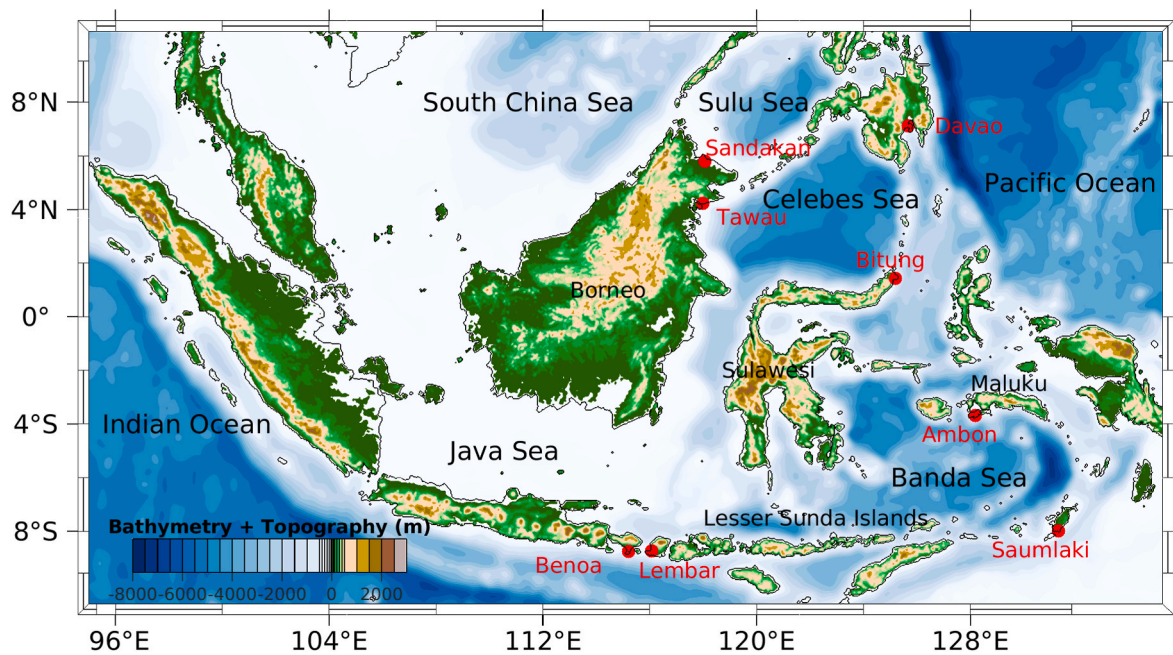 8°N
4°N
0°
4°S
8°S
South China Sea
Sulu Sea
Davao
Sandakan
Pacific Ocean
Celebes Sea
Tawau
Bitung
Borneo
Sulawesi
Maluku
Indian Ocean
Ambon
Java Sea
Banda Sea
Lesser Sunda Islands
Bathymetry + Topography (m)
Saumlaki
Benoa
Lembar
-8000 -6000 -4000 -2000 0 2000
96°E 104°E 112°E 120°E 128°E